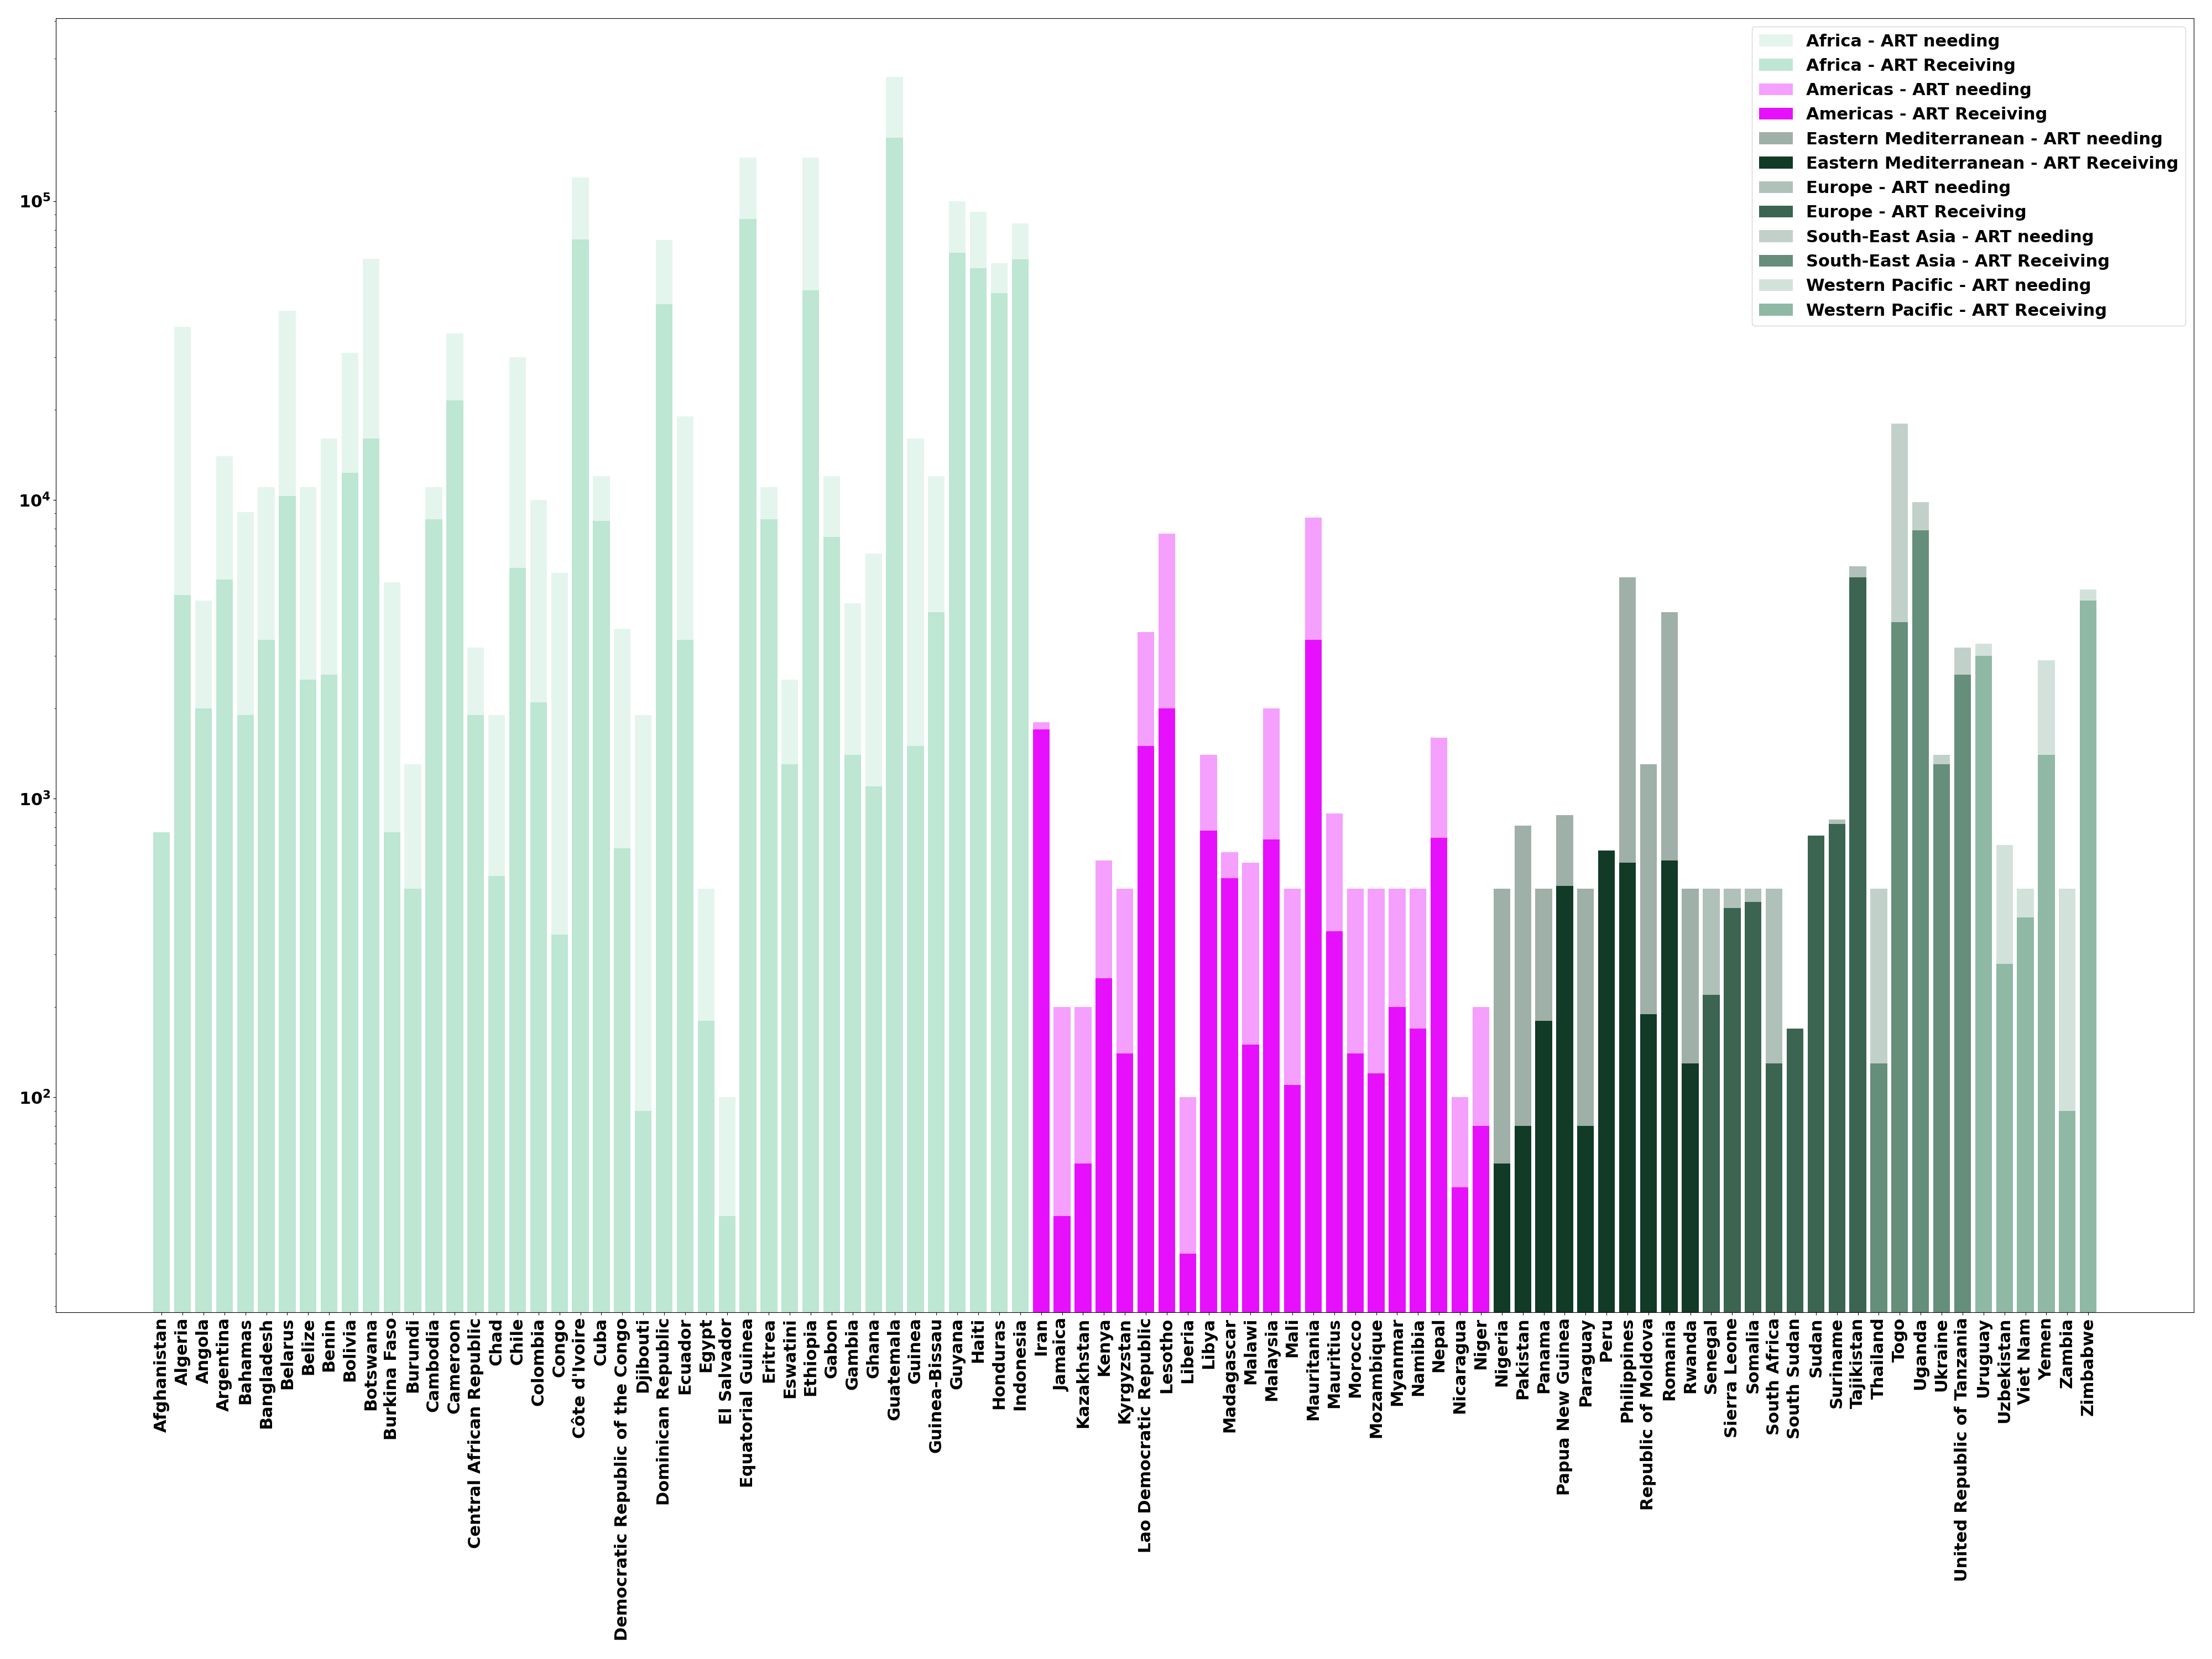 Africa - ART needing
Africa - ART Receiving
Americas - ART needing
Americas - ART Receiving
Eastern Mediterranean - ART needing
Eastern Mediterranean - ART Receiving
Europe - ART needing
Europe - ART Receiving
South-East Asia - ART needing
South-East Asia - ART Receiving
Western Pacific - ART needing
Western Pacific - ART Receiving
10⁵
10⁴
10³
10²
Afghanistan
Algeria
Angola
Argentina
Bahamas
Bangladesh
Belarus
Belize
Benin
Bolivia
Botswana
Burkina Faso
Burundi
Cambodia
Cameroon
Central African Republic
Chad
Chile
Colombia
Congo
Côte d'Ivoire
Cuba
Democratic Republic of the Congo
Djibouti
Dominican Republic
Ecuador
Egypt
El Salvador
Equatorial Guinea
Eritrea
Eswatini
Ethiopia
Gabon
Gambia
Ghana
Guatemala
Guinea
Guinea-Bissau
Guyana
Haiti
Honduras
Indonesia
Iran
Jamaica
Kazakhstan
Kenya
Kyrgyzstan
Lao Democratic Republic
Lesotho
Liberia
Libya
Madagascar
Malawi
Malaysia
Mali
Mauritania
Mauritius
Morocco
Mozambique
Myanmar
Namibia
Nepal
Nicaragua
Niger
Nigeria
Pakistan
Panama
Papua New Guinea
Paraguay
Peru
Philippines
Republic of Moldova
Romania
Rwanda
Senegal
Sierra Leone
Somalia
South Africa
South Sudan
Sudan
Suriname
Tajikistan
Thailand
Togo
Uganda
Ukraine
United Republic of Tanzania
Uruguay
Uzbekistan
Viet Nam
Yemen
Zambia
Zimbabwe